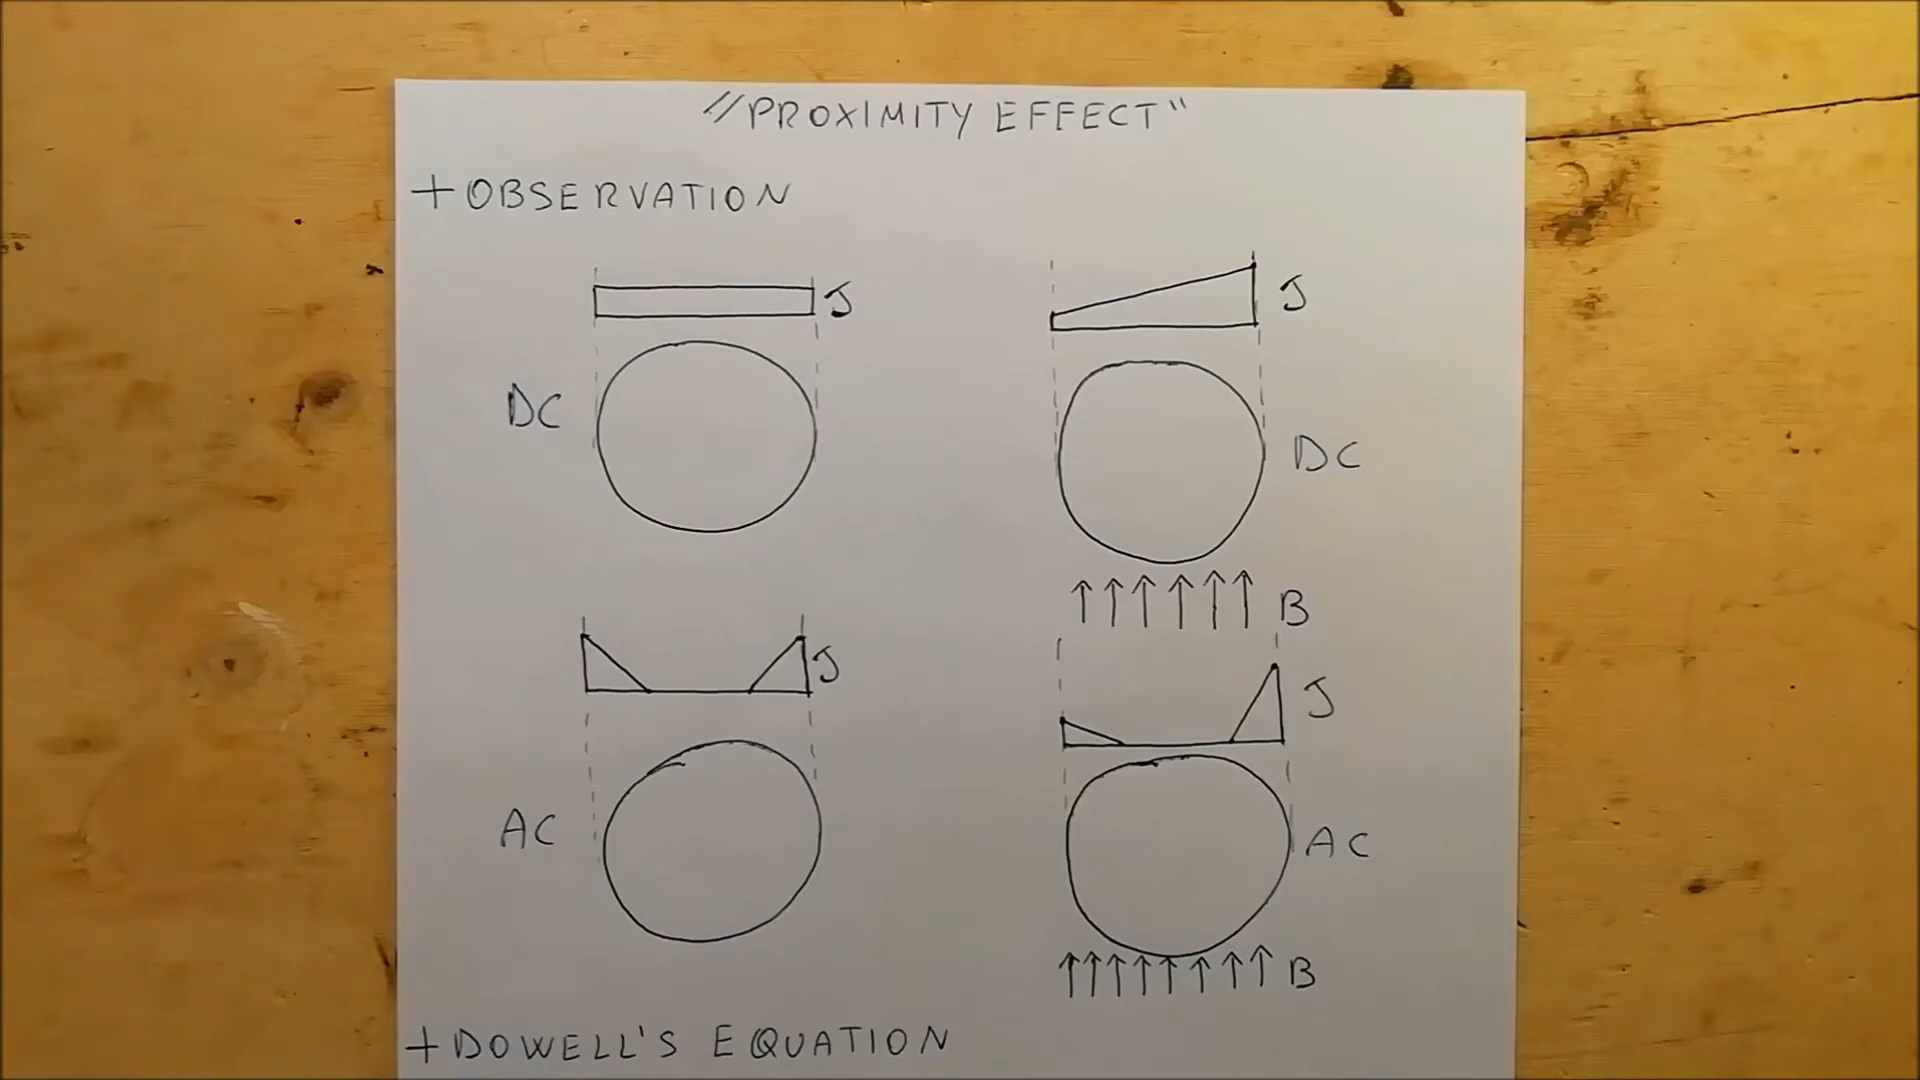 "PROXIMITY EFFECT"
+OBSERVATION
J
J
DC
DC
B
J
J
AC
AC
B
+DOWELL'S EQUATION